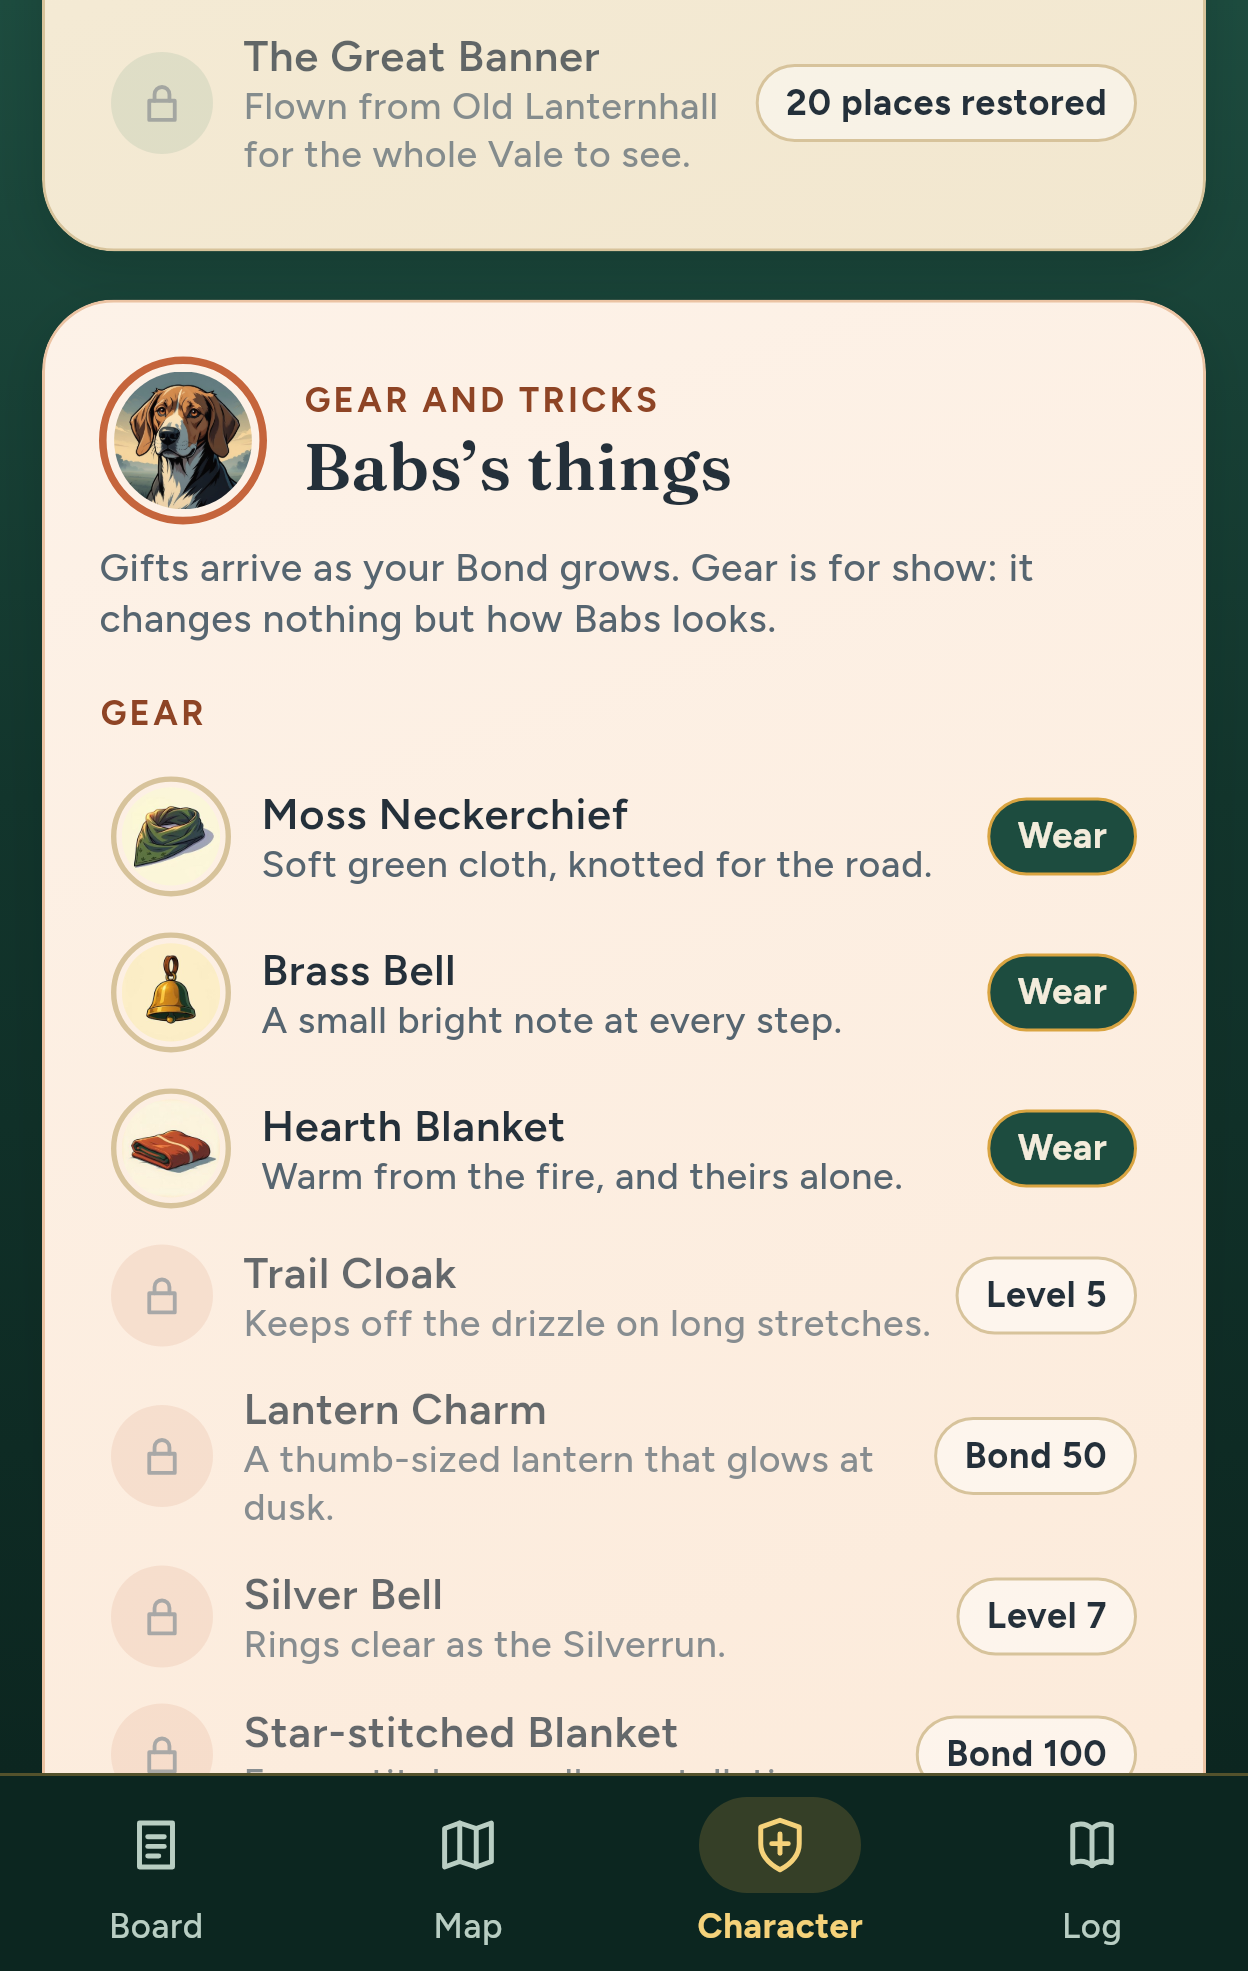 The Great Banner
Flown from Old Lanternhall
for the whole Vale to see.
20 places restored
GEAR AND TRICKS
Babs’s things
Gifts arrive as your Bond grows. Gear is for show: it
changes nothing but how Babs looks.
GEAR
Moss Neckerchief
Soft green cloth, knotted for the road.
Wear
Brass Bell
A small bright note at every step.
Wear
Hearth Blanket
Warm from the fire, and theirs alone.
Wear
Trail Cloak
Keeps off the drizzle on long stretches.
Level 5
Lantern Charm
A thumb-sized lantern that glows at
dusk.
Bond 50
Silver Bell
Rings clear as the Silverrun.
Level 7
Star-stitched Blanket
Bond 100
Board
Map
Character
Log